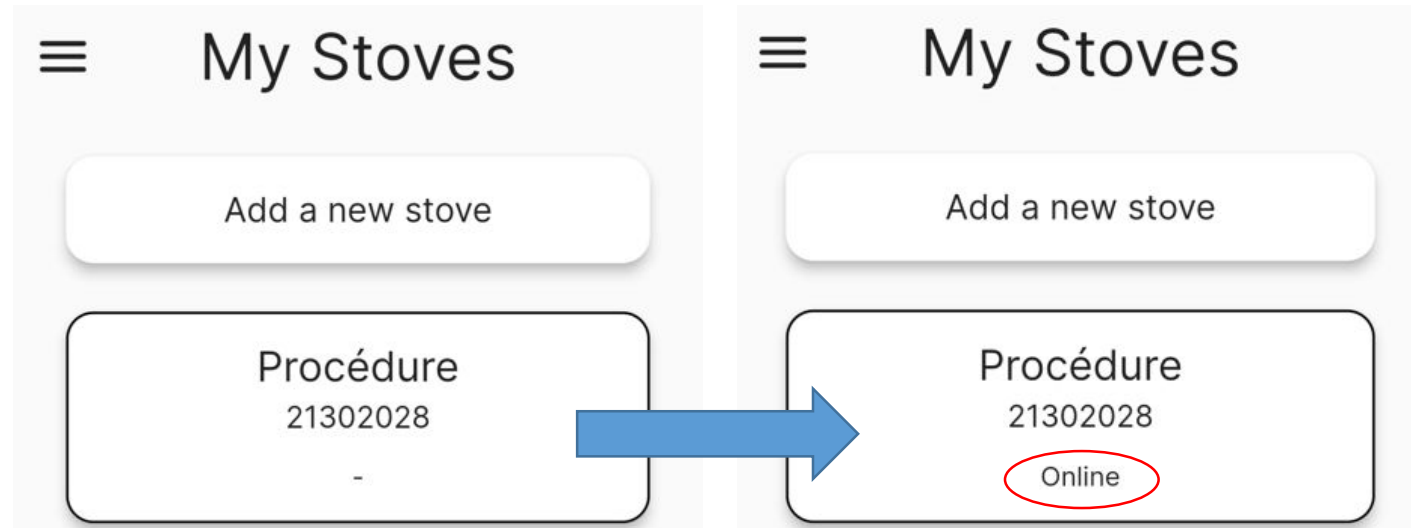 My Stoves
Add a new stove
Procédure
21302028
-
My Stoves
Add a new stove
Procédure
21302028
Online